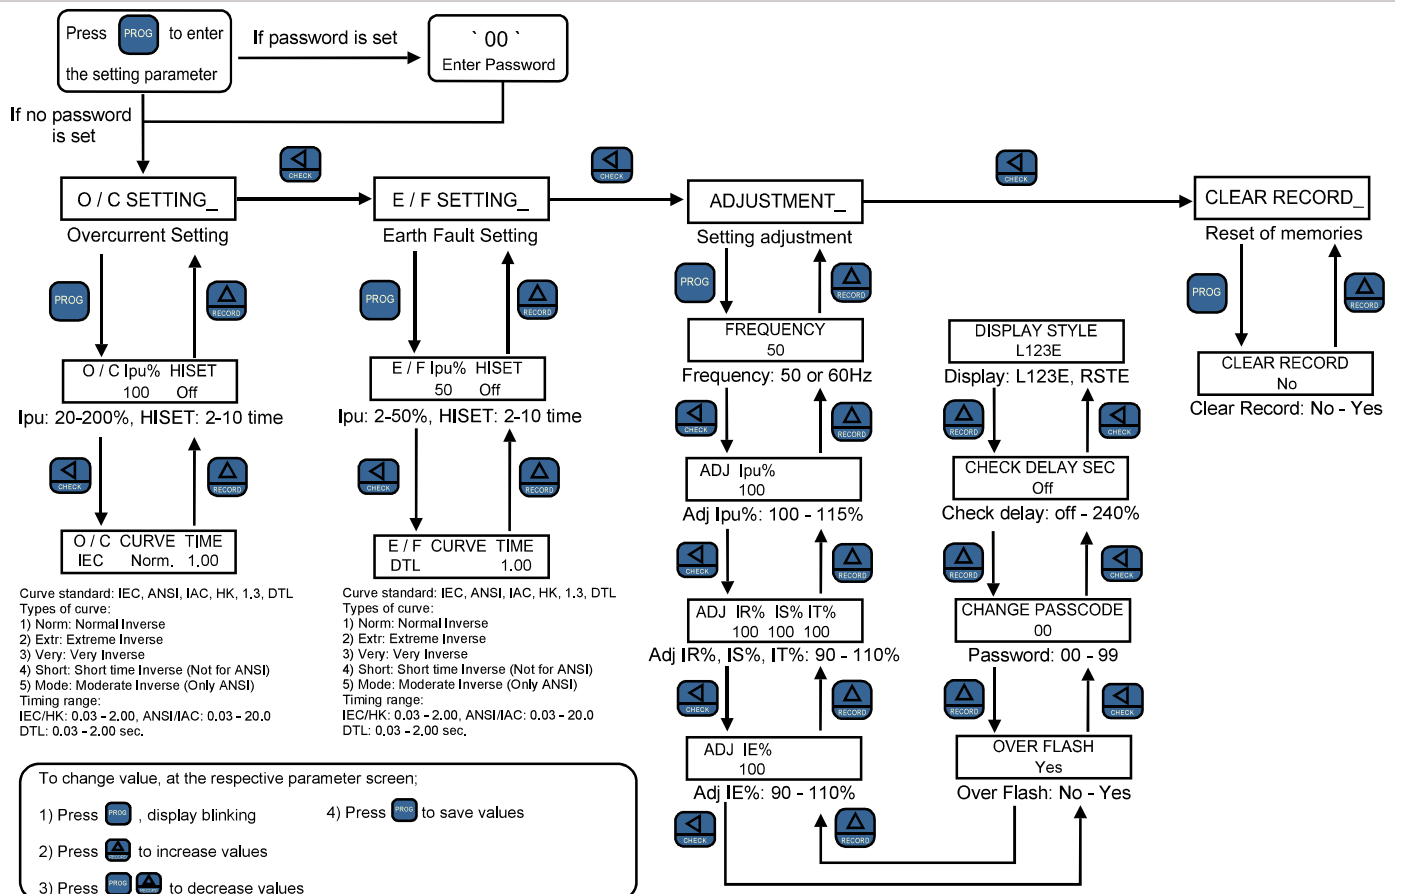 Press PROG to enter
the setting parameter
If password is set
` 00 `
Enter Password
If no password
is set
CHECK
CHECK
CHECK
O / C SETTING_
E / F SETTING_
ADJUSTMENT_
CLEAR RECORD_
Overcurrent Setting
Earth Fault Setting
Setting adjustment
Reset of memories
PROG
RECORD
PROG
RECORD
PROG
RECORD
PROG
RECORD
O / C Ipu% HISET
100 Off
Ipu: 20-200%, HISET: 2-10 time
CHECK
RECORD
O / C CURVE TIME
IEC Norm. 1.00
Curve standard: IEC, ANSI, IAC, HK, 1.3, DTL
Types of curve:
1) Norm: Normal Inverse
2) Extr: Extreme Inverse
3) Very: Very Inverse
4) Short: Short time Inverse (Not for ANSI)
5) Mode: Moderate Inverse (Only ANSI)
Timing range:
IEC/HK: 0.03 - 2.00, ANSI/IAC: 0.03 - 20.0
DTL: 0.03 - 2.00 sec.
E / F Ipu% HISET
50 Off
Ipu: 2-50%, HISET: 2-10 time
CHECK
RECORD
E / F CURVE TIME
DTL 1.00
Curve standard: IEC, ANSI, IAC, HK, 1.3, DTL
Types of curve:
1) Norm: Normal Inverse
2) Extr: Extreme Inverse
3) Very: Very Inverse
4) Short: Short time Inverse (Not for ANSI)
5) Mode: Moderate Inverse (Only ANSI)
Timing range:
IEC/HK: 0.03 - 2.00, ANSI/IAC: 0.03 - 20.0
DTL: 0.03 - 2.00 sec.
FREQUENCY
50
Frequency: 50 or 60Hz
CHECK
RECORD
ADJ Ipu%
100
Adj Ipu%: 100 - 115%
CHECK
RECORD
ADJ IR% IS% IT%
100 100 100
Adj IR%, IS%, IT%: 90 - 110%
CHECK
RECORD
ADJ IE%
100
Adj IE%: 90 - 110%
CHECK
RECORD
DISPLAY STYLE
L123E
Display: L123E, RSTE
RECORD
CHECK
CHECK DELAY SEC
Off
Check delay: off - 240%
RECORD
CHECK
CHANGE PASSCODE
00
Password: 00 - 99
RECORD
CHECK
OVER FLASH
Yes
Over Flash: No - Yes
CLEAR RECORD
No
Clear Record: No - Yes
To change value, at the respective parameter screen;
1) Press PROG , display blinking
2) Press RECORD to increase values
3) Press PROG RECORD to decrease values
4) Press PROG to save values